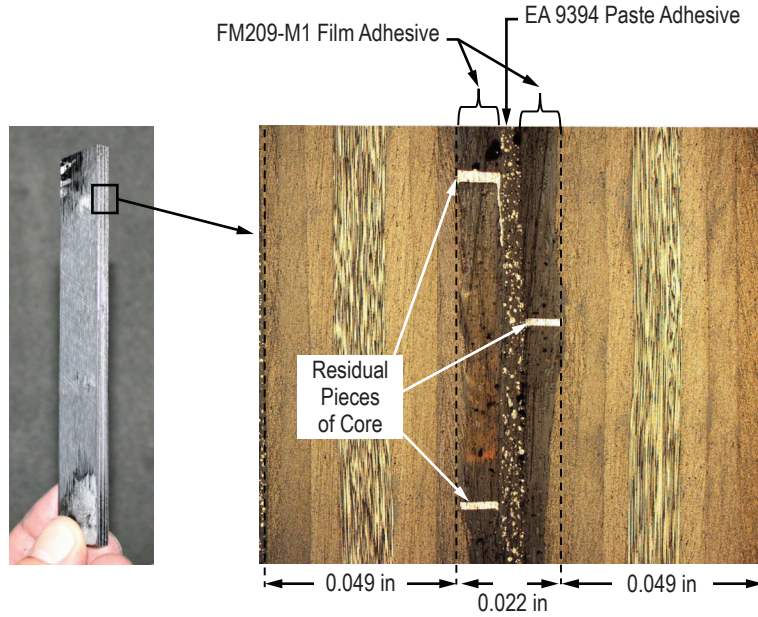 EA 9394 Paste Adhesive
FM209-M1 Film Adhesive
Residual
Pieces
of Core
0.049 in
0.022 in
0.049 in